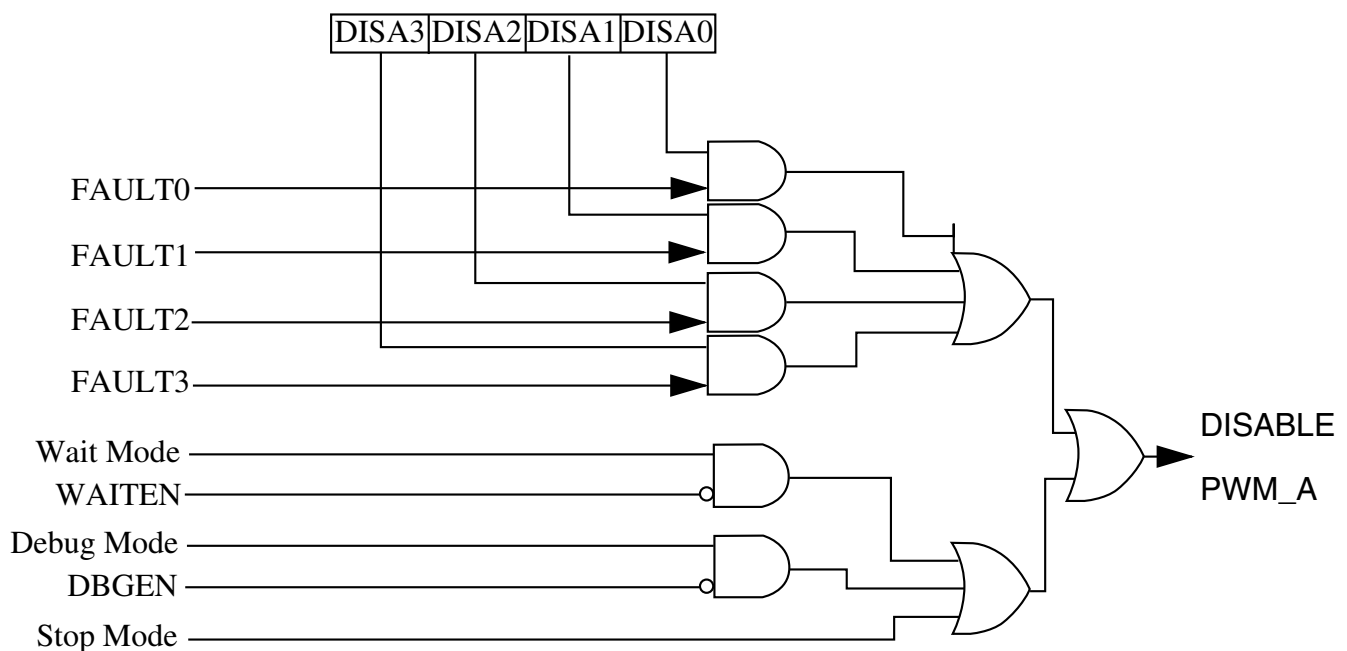 DISA3 DISA2 DISA1 DISA0
FAULT0
FAULT1
FAULT2
FAULT3
Wait Mode
WAITEN
Debug Mode
DBGEN
Stop Mode
DISABLE
PWM_A